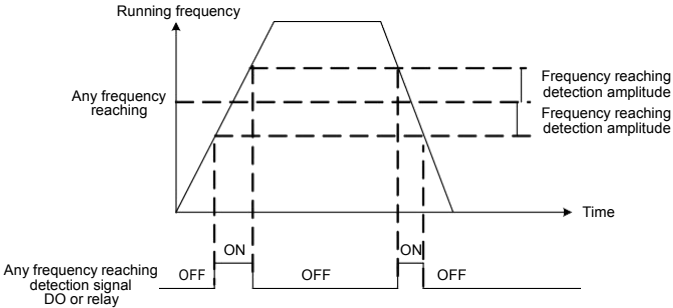 Running frequency
Any frequency
reaching
Frequency reaching
detection amplitude
Frequency reaching
detection amplitude
Time
Any frequency reaching
detection signal
DO or relay
OFF
ON
OFF
ON
OFF